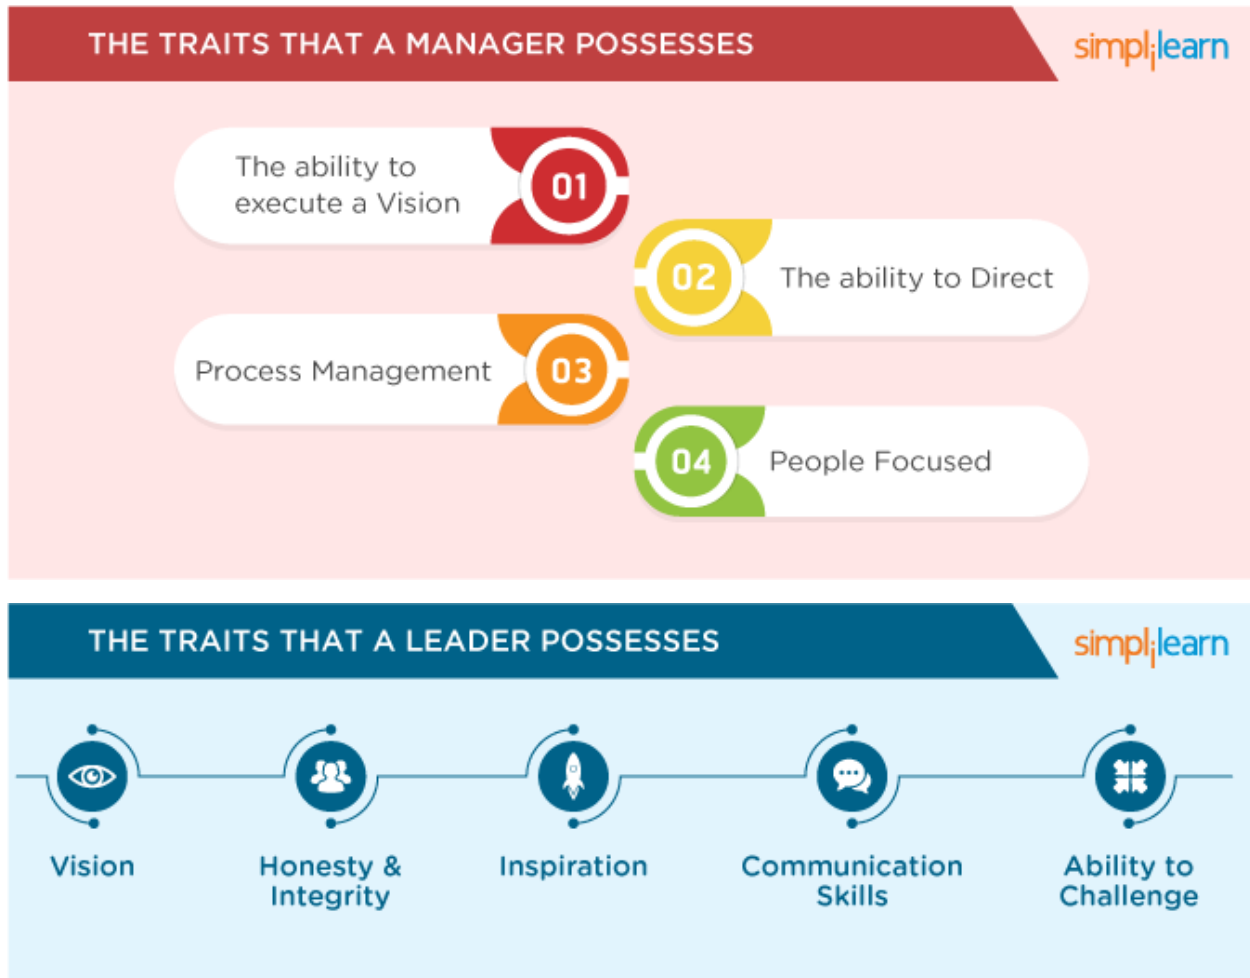 THE TRAITS THAT A MANAGER POSSESSES
simplilearn
The ability to
execute a Vision
01
02
The ability to Direct
Process Management
03
04
People Focused
THE TRAITS THAT A LEADER POSSESSES
simplilearn
Vision
Honesty &
Integrity
Inspiration
Communication
Skills
Ability to
Challenge